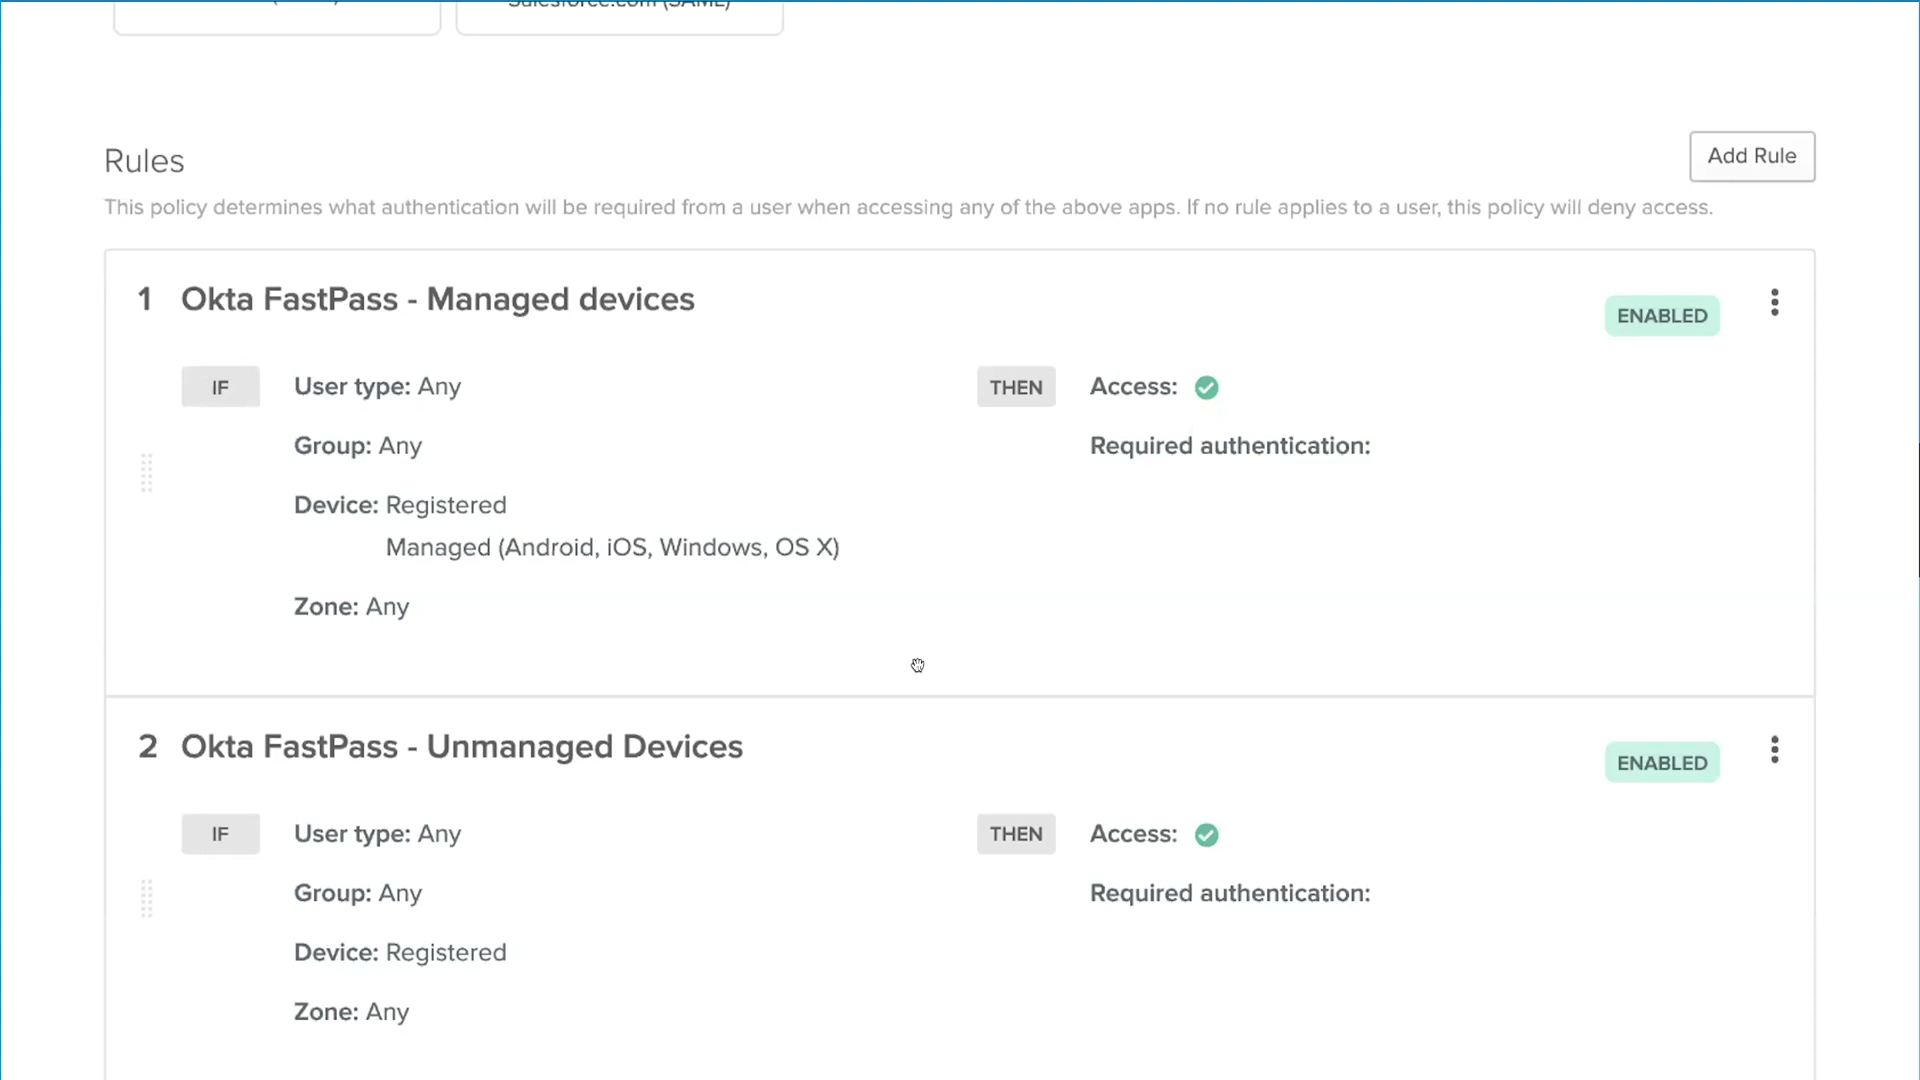 Salesforce.com (SAML)
Rules
Add Rule
This policy determines what authentication will be required from a user when accessing any of the above apps. If no rule applies to a user, this policy will deny access.
1 Okta FastPass - Managed devices
ENABLED
IF User type: Any
THEN Access:
Group: Any
Required authentication:
Device: Registered
Managed (Android, iOS, Windows, OS X)
Zone: Any
2 Okta FastPass - Unmanaged Devices
ENABLED
IF User type: Any
THEN Access:
Group: Any
Required authentication:
Device: Registered
Zone: Any